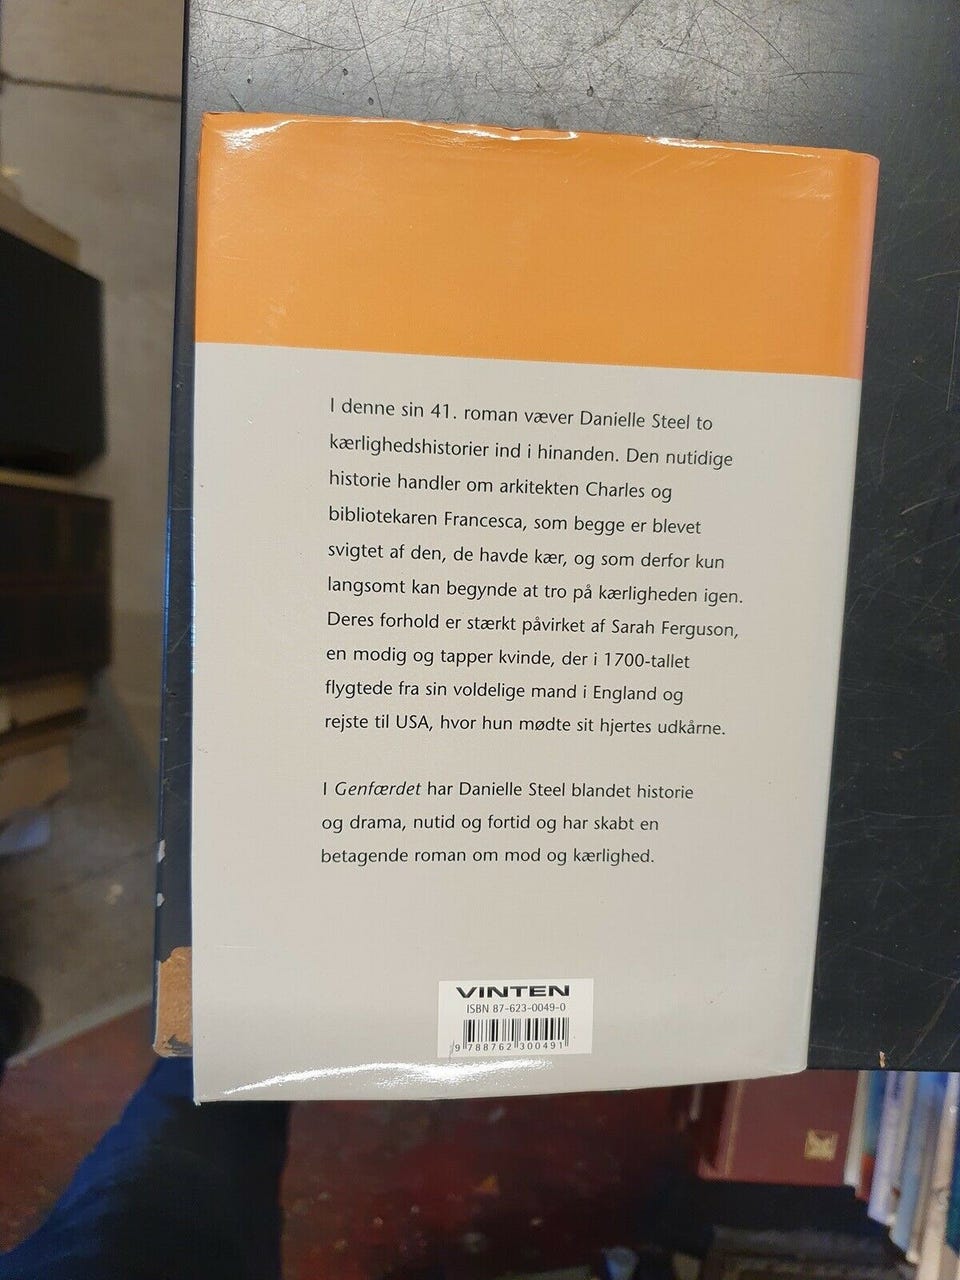 I denne sin 41. roman væver Danielle Steel to
kærlighedshistorier ind i hinanden. Den nutidige
historie handler om arkitekten Charles og
bibliotekaren Francesca, som begge er blevet
svigtet af den, de havde kær, og som derfor kun
langsomt kan begynde at tro på kærligheden igen.
Deres forhold er stærkt påvirket af Sarah Ferguson,
en modig og tapper kvinde, der i 1700-tallet
flygtede fra sin voldelige mand i England og
rejste til USA, hvor hun mødte sit hjertes udkårne.
I Genfærdet har Danielle Steel blandet historie
og drama, nutid og fortid og har skabt en
betagende roman om mod og kærlighed.
VINTEN
ISBN 87-623-0049-0
9 788762 300491